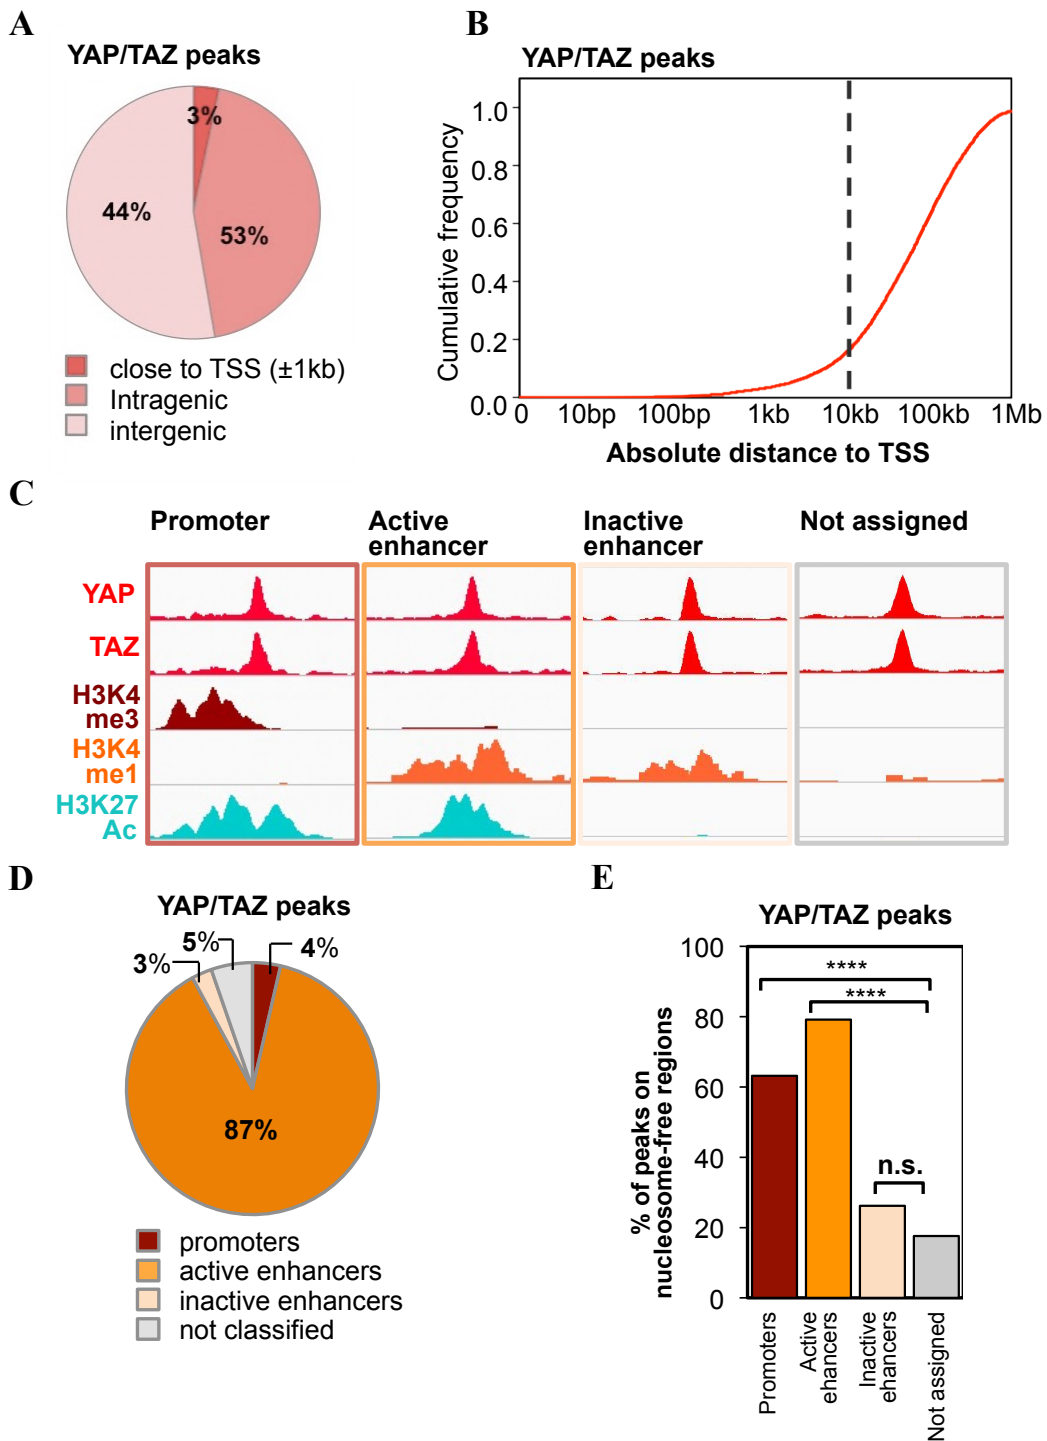 A
YAP/TAZ peaks
3%
44%
53%
close to TSS (±1kb)
Intragenic
intergenic
B
YAP/TAZ peaks
Cumulative frequency
1.0
0.8
0.6
0.4
0.2
0.0
0 10bp 100bp 1kb 10kb 100kb 1Mb
Absolute distance to TSS
C
Promoter
Active
enhancer
Inactive
enhancer
Not assigned
YAP
TAZ
H3K4
me3
H3K4
me1
H3K27
Ac
D
YAP/TAZ peaks
5%
4%
3%
87%
promoters
active enhancers
inactive enhancers
not classified
E
YAP/TAZ peaks
% of peaks on
nucleosome-free regions
100
80
60
40
20
0
****
****
n.s.
Promoters
Active
ehancers
Inactive
ehancers
Not assigned